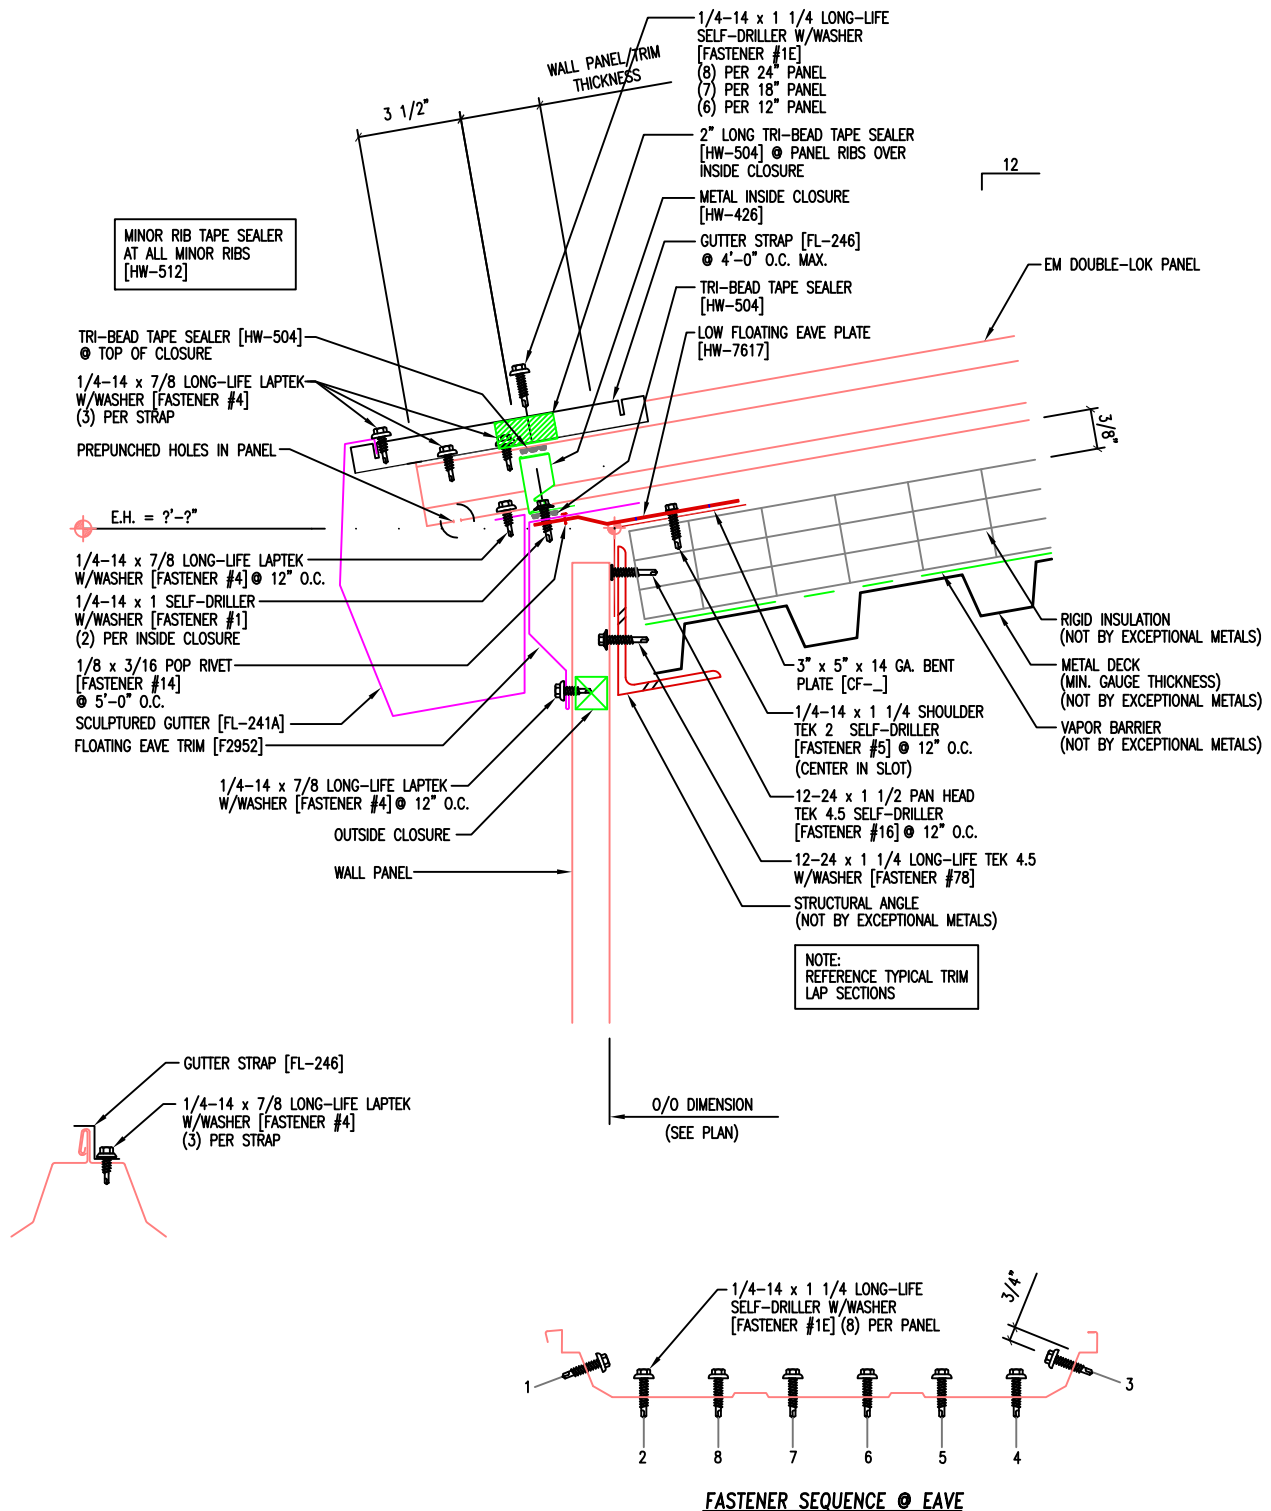 1/4-14 x 1 1/4 LONG-LIFE
SELF-DRILLER W/WASHER
[FASTENER #1E]
(8) PER 24" PANEL
(7) PER 18" PANEL
(6) PER 12" PANEL
WALL PANEL/TRIM
THICKNESS
3 1/2"
2" LONG TRI-BEAD TAPE SEALER
[HW-504] @ PANEL RIBS OVER
INSIDE CLOSURE
12
METAL INSIDE CLOSURE
[HW-426]
MINOR RIB TAPE SEALER
AT ALL MINOR RIBS
[HW-512]
GUTTER STRAP [FL-246]
@ 4'-0" O.C. MAX.
EM DOUBLE-LOK PANEL
TRI-BEAD TAPE SEALER
[HW-504]
LOW FLOATING EAVE PLATE
[HW-7617]
TRI-BEAD TAPE SEALER [HW-504]
@ TOP OF CLOSURE
1/4-14 x 7/8 LONG-LIFE LAPTEK
W/WASHER [FASTENER #4]
(3) PER STRAP
PREPUNCHED HOLES IN PANEL
3/8"
E.H. = ?'-?"
1/4-14 x 7/8 LONG-LIFE LAPTEK
W/WASHER [FASTENER #4] @ 12" O.C.
1/4-14 x 1 SELF-DRILLER
W/WASHER [FASTENER #1]
(2) PER INSIDE CLOSURE
1/8 x 3/16 POP RIVET
[FASTENER #14]
@ 5'-0" O.C.
SCULPTURED GUTTER [FL-241A]
FLOATING EAVE TRIM [F2952]
1/4-14 x 7/8 LONG-LIFE LAPTEK
W/WASHER [FASTENER #4] @ 12" O.C.
OUTSIDE CLOSURE
WALL PANEL
RIGID INSULATION
(NOT BY EXCEPTIONAL METALS)
METAL DECK
(MIN. GAUGE THICKNESS)
(NOT BY EXCEPTIONAL METALS)
VAPOR BARRIER
(NOT BY EXCEPTIONAL METALS)
3" x 5" x 14 GA. BENT
PLATE [CF-_]
1/4-14 x 1 1/4 SHOULDER
TEK 2 SELF-DRILLER
[FASTENER #5] @ 12" O.C.
(CENTER IN SLOT)
12-24 x 1 1/2 PAN HEAD
TEK 4.5 SELF-DRILLER
[FASTENER #16] @ 12" O.C.
12-24 x 1 1/4 LONG-LIFE TEK 4.5
W/WASHER [FASTENER #78]
STRUCTURAL ANGLE
(NOT BY EXCEPTIONAL METALS)
NOTE:
REFERENCE TYPICAL TRIM
LAP SECTIONS
GUTTER STRAP [FL-246]
1/4-14 x 7/8 LONG-LIFE LAPTEK
W/WASHER [FASTENER #4]
(3) PER STRAP
O/O DIMENSION
(SEE PLAN)
1/4-14 x 1 1/4 LONG-LIFE
SELF-DRILLER W/WASHER
[FASTENER #1E] (8) PER PANEL
3/4"
1
3
2
8
7
6
5
4
FASTENER SEQUENCE @ EAVE